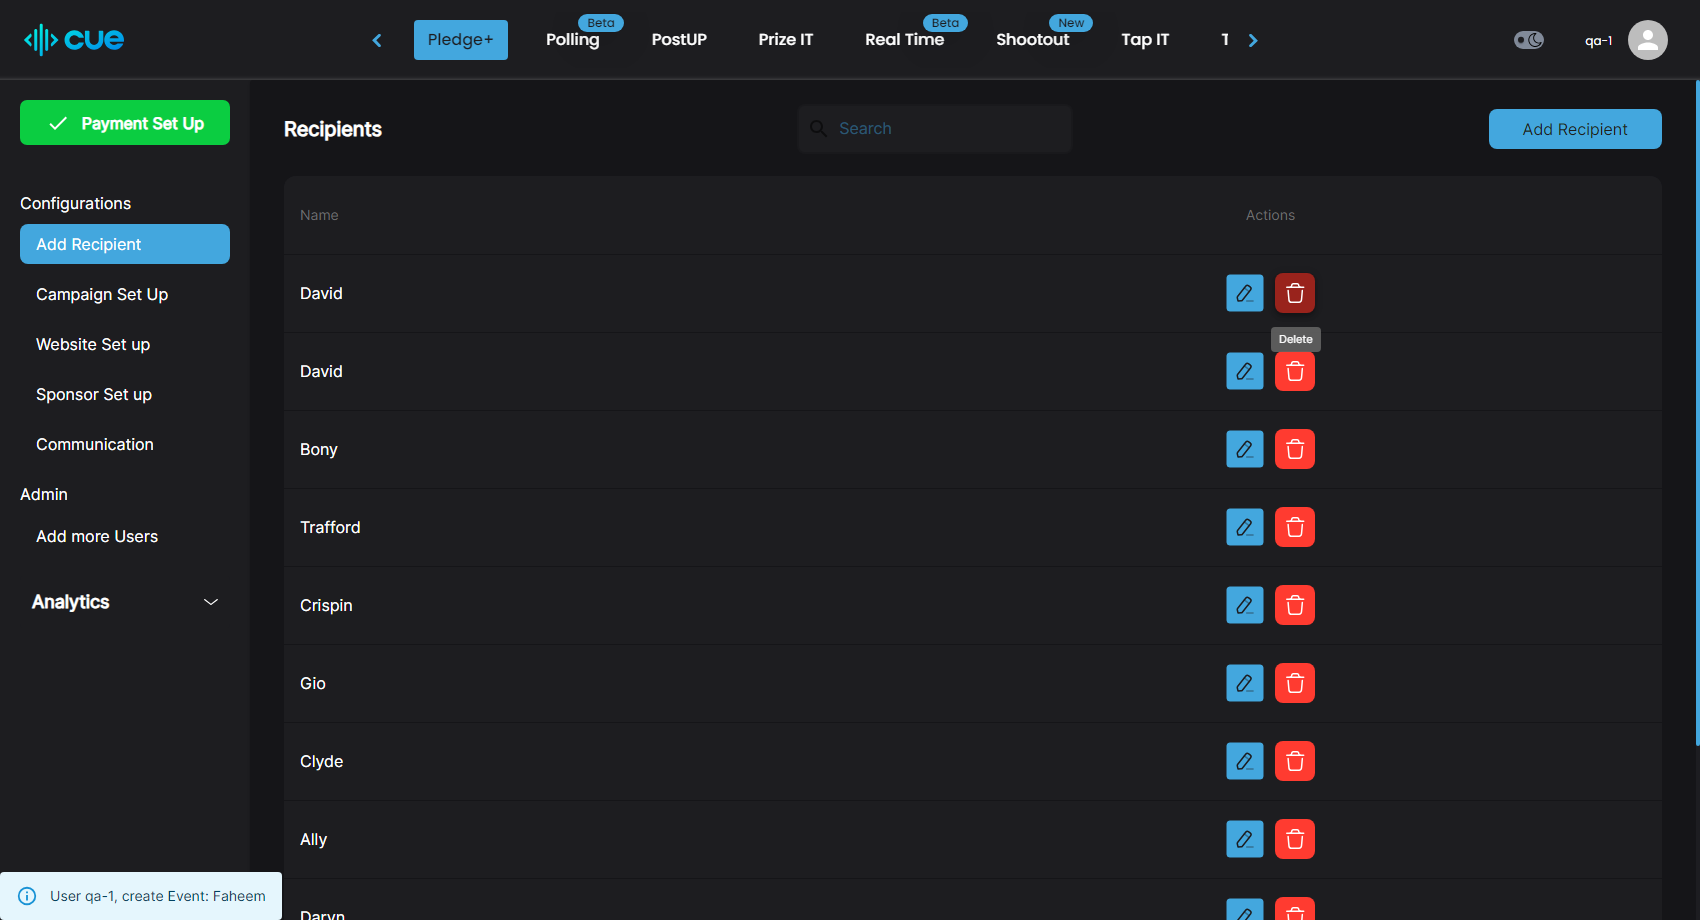 cue
Pledge+
Polling
Beta
PostUP
Prize IT
Real Time
Beta
Shootout
New
Tap IT
T
qa-1
Payment Set Up
Configurations
Add Recipient
Campaign Set Up
Website Set up
Sponsor Set up
Communication
Admin
Add more Users
Analytics
Recipients
Search
Add Recipient
Name Actions
David
Delete
David
Bony
Trafford
Crispin
Gio
Clyde
Ally
Daryn
User qa-1, create Event: Faheem